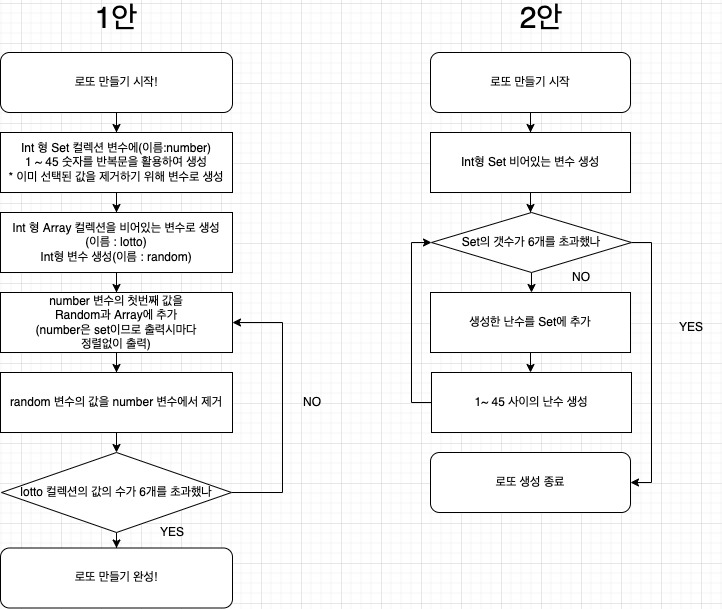 1안
로또 만들기 시작!
Int 형 Set 컬렉션 변수에(이름:number)
1 ~ 45 숫자를 반복문을 활용하여 생성
* 이미 선택된 값을 제거하기 위해 변수로 생성
Int 형 Array 컬렉션을 비어있는 변수로 생성
(이름 : lotto)
Int형 변수 생성(이름 : random)
number 변수의 첫번째 값을
Random과 Array에 추가
(number은 set이므로 출력시마다
정렬없이 출력)
random 변수의 값을 number 변수에서 제거
NO
lotto 컬렉션의 값의 수가 6개를 초과했나
YES
로또 만들기 완성!
2안
로또 만들기 시작
Int형 Set 비어있는 변수 생성
Set의 갯수가 6개를 초과했나
NO
생성한 난수를 Set에 추가
YES
1~ 45 사이의 난수 생성
로또 생성 종료